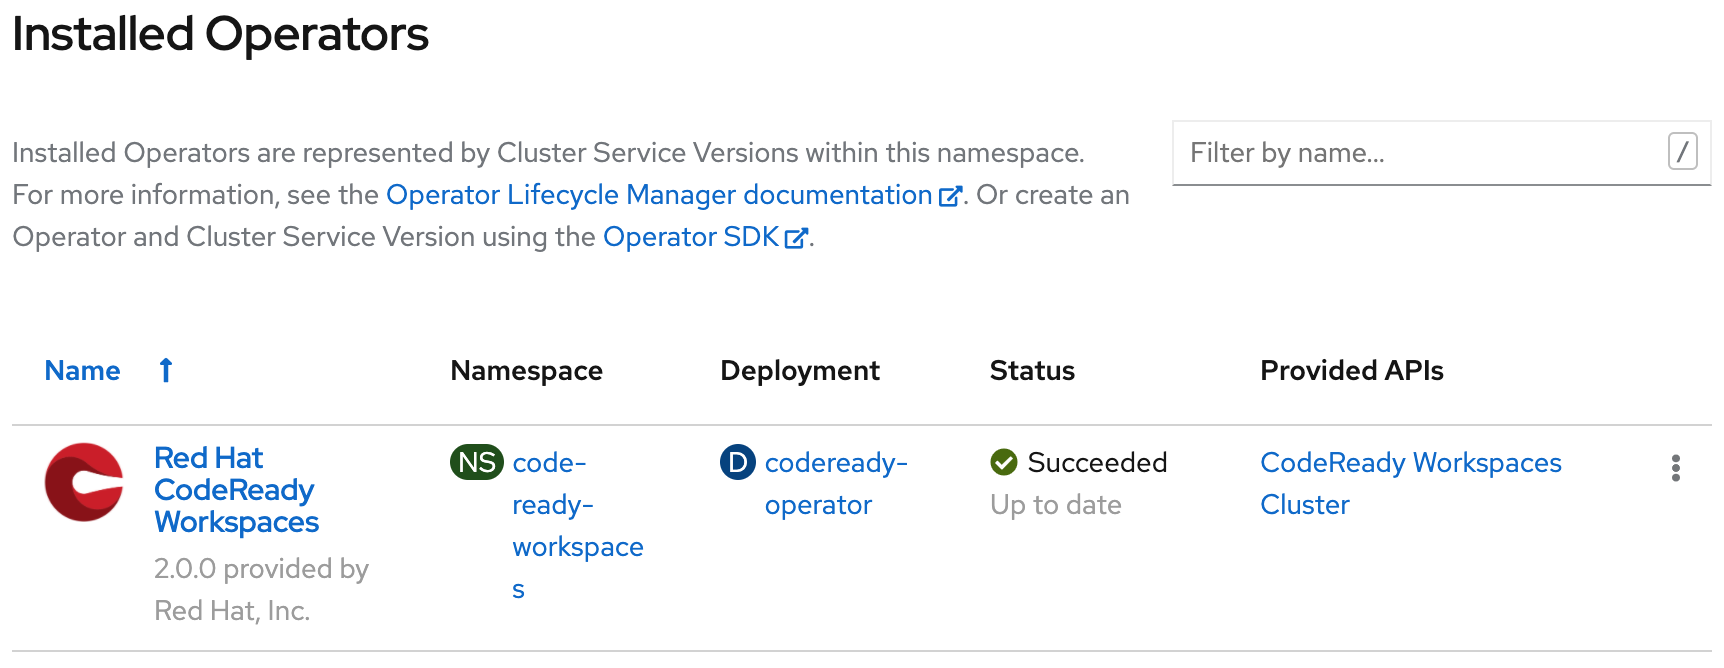 Installed Operators
Installed Operators are represented by Cluster Service Versions within this namespace.
For more information, see the Operator Lifecycle Manager documentation. Or create an
Operator and Cluster Service Version using the Operator SDK.
Filter by name...
/
Name
Namespace
Deployment
Status
Provided APIs
Red Hat
CodeReady
Workspaces
2.0.0 provided by
Red Hat, Inc.
NS code-
ready-
workspace
s
D codeready-
operator
Succeeded
Up to date
CodeReady Workspaces
Cluster